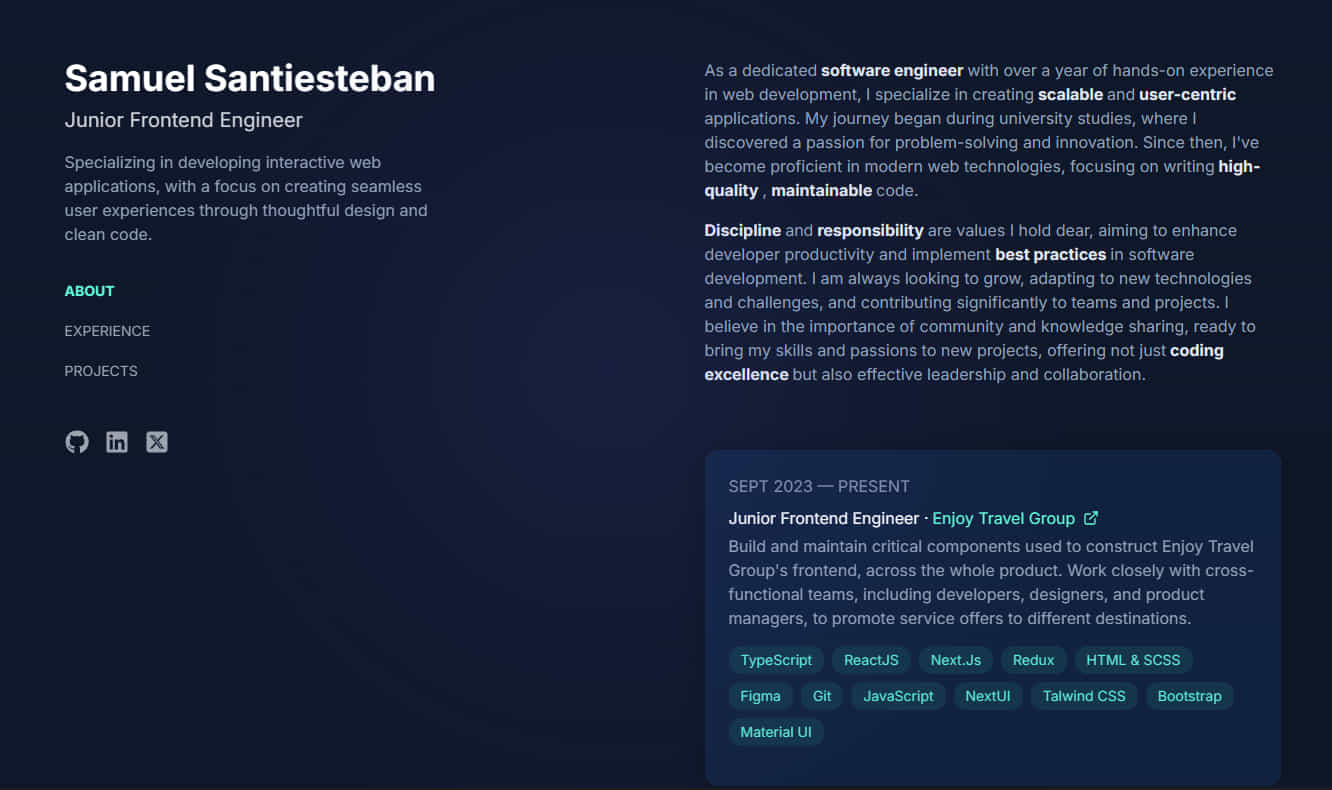 Samuel Santiesteban
Junior Frontend Engineer
Specializing in developing interactive web
applications, with a focus on creating seamless
user experiences through thoughtful design and
clean code.
ABOUT
EXPERIENCE
PROJECTS
As a dedicated software engineer with over a year of hands-on experience
in web development, I specialize in creating scalable and user-centric
applications. My journey began during university studies, where I
discovered a passion for problem-solving and innovation. Since then, I've
become proficient in modern web technologies, focusing on writing high-
quality , maintainable code.
Discipline and responsibility are values I hold dear, aiming to enhance
developer productivity and implement best practices in software
development. I am always looking to grow, adapting to new technologies
and challenges, and contributing significantly to teams and projects. I
believe in the importance of community and knowledge sharing, ready to
bring my skills and passions to new projects, offering not just coding
excellence but also effective leadership and collaboration.
SEPT 2023 — PRESENT
Junior Frontend Engineer · Enjoy Travel Group
Build and maintain critical components used to construct Enjoy Travel
Group's frontend, across the whole product. Work closely with cross-
functional teams, including developers, designers, and product
managers, to promote service offers to different destinations.
TypeScript ReactJS Next.Js Redux HTML & SCSS
Figma Git JavaScript NextUI Talwind CSS Bootstrap
Material UI